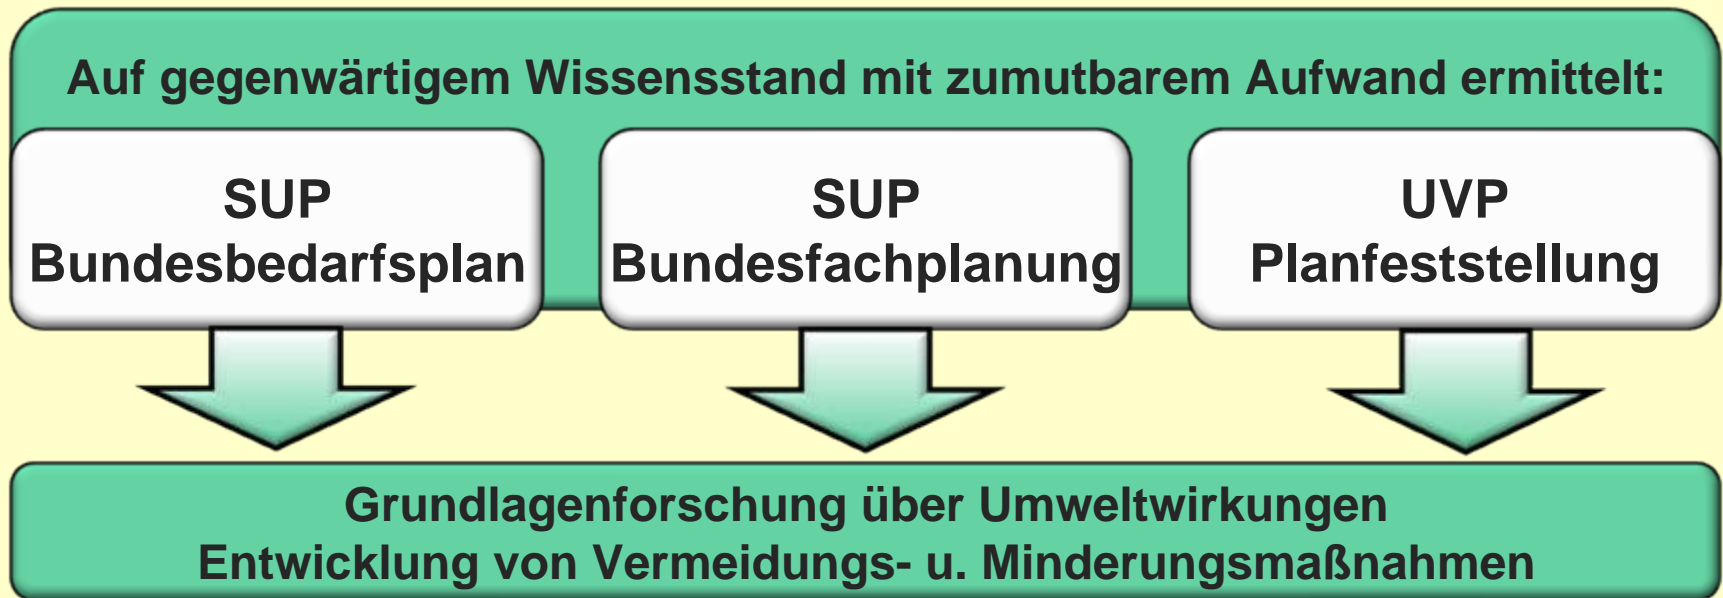 Auf gegenwärtigem Wissensstand mit zumutbarem Aufwand ermittelt:
SUP
Bundesbedarfsplan
SUP
Bundesfachplanung
UVP
Planfeststellung
Grundlagenforschung über Umweltwirkungen
Entwicklung von Vermeidungs- u. Minderungsmaßnahmen